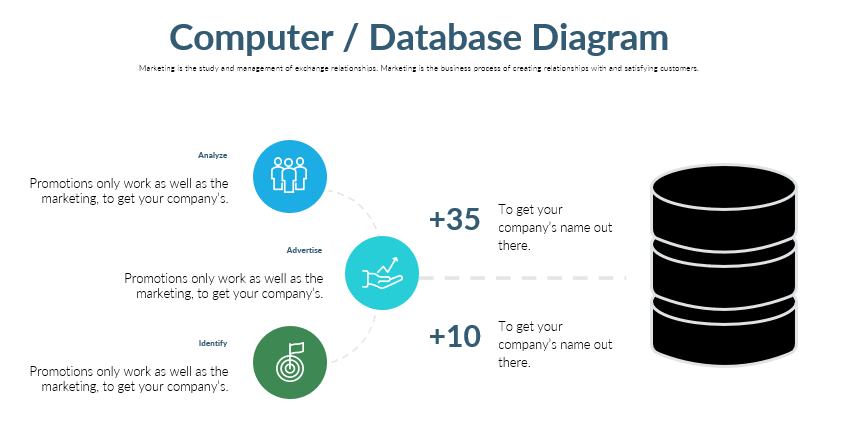 Computer / Database Diagram
Marketing is the study and management of exchange relationships. Marketing is the business process of creating relationships with and satisfying customers.
Analyze
Promotions only work as well as the
marketing, to get your company's.
Advertise
Promotions only work as well as the
marketing, to get your company's.
Identify
Promotions only work as well as the
marketing, to get your company's.
+35
To get your
company's name out
there.
+10
To get your
company's name out
there.